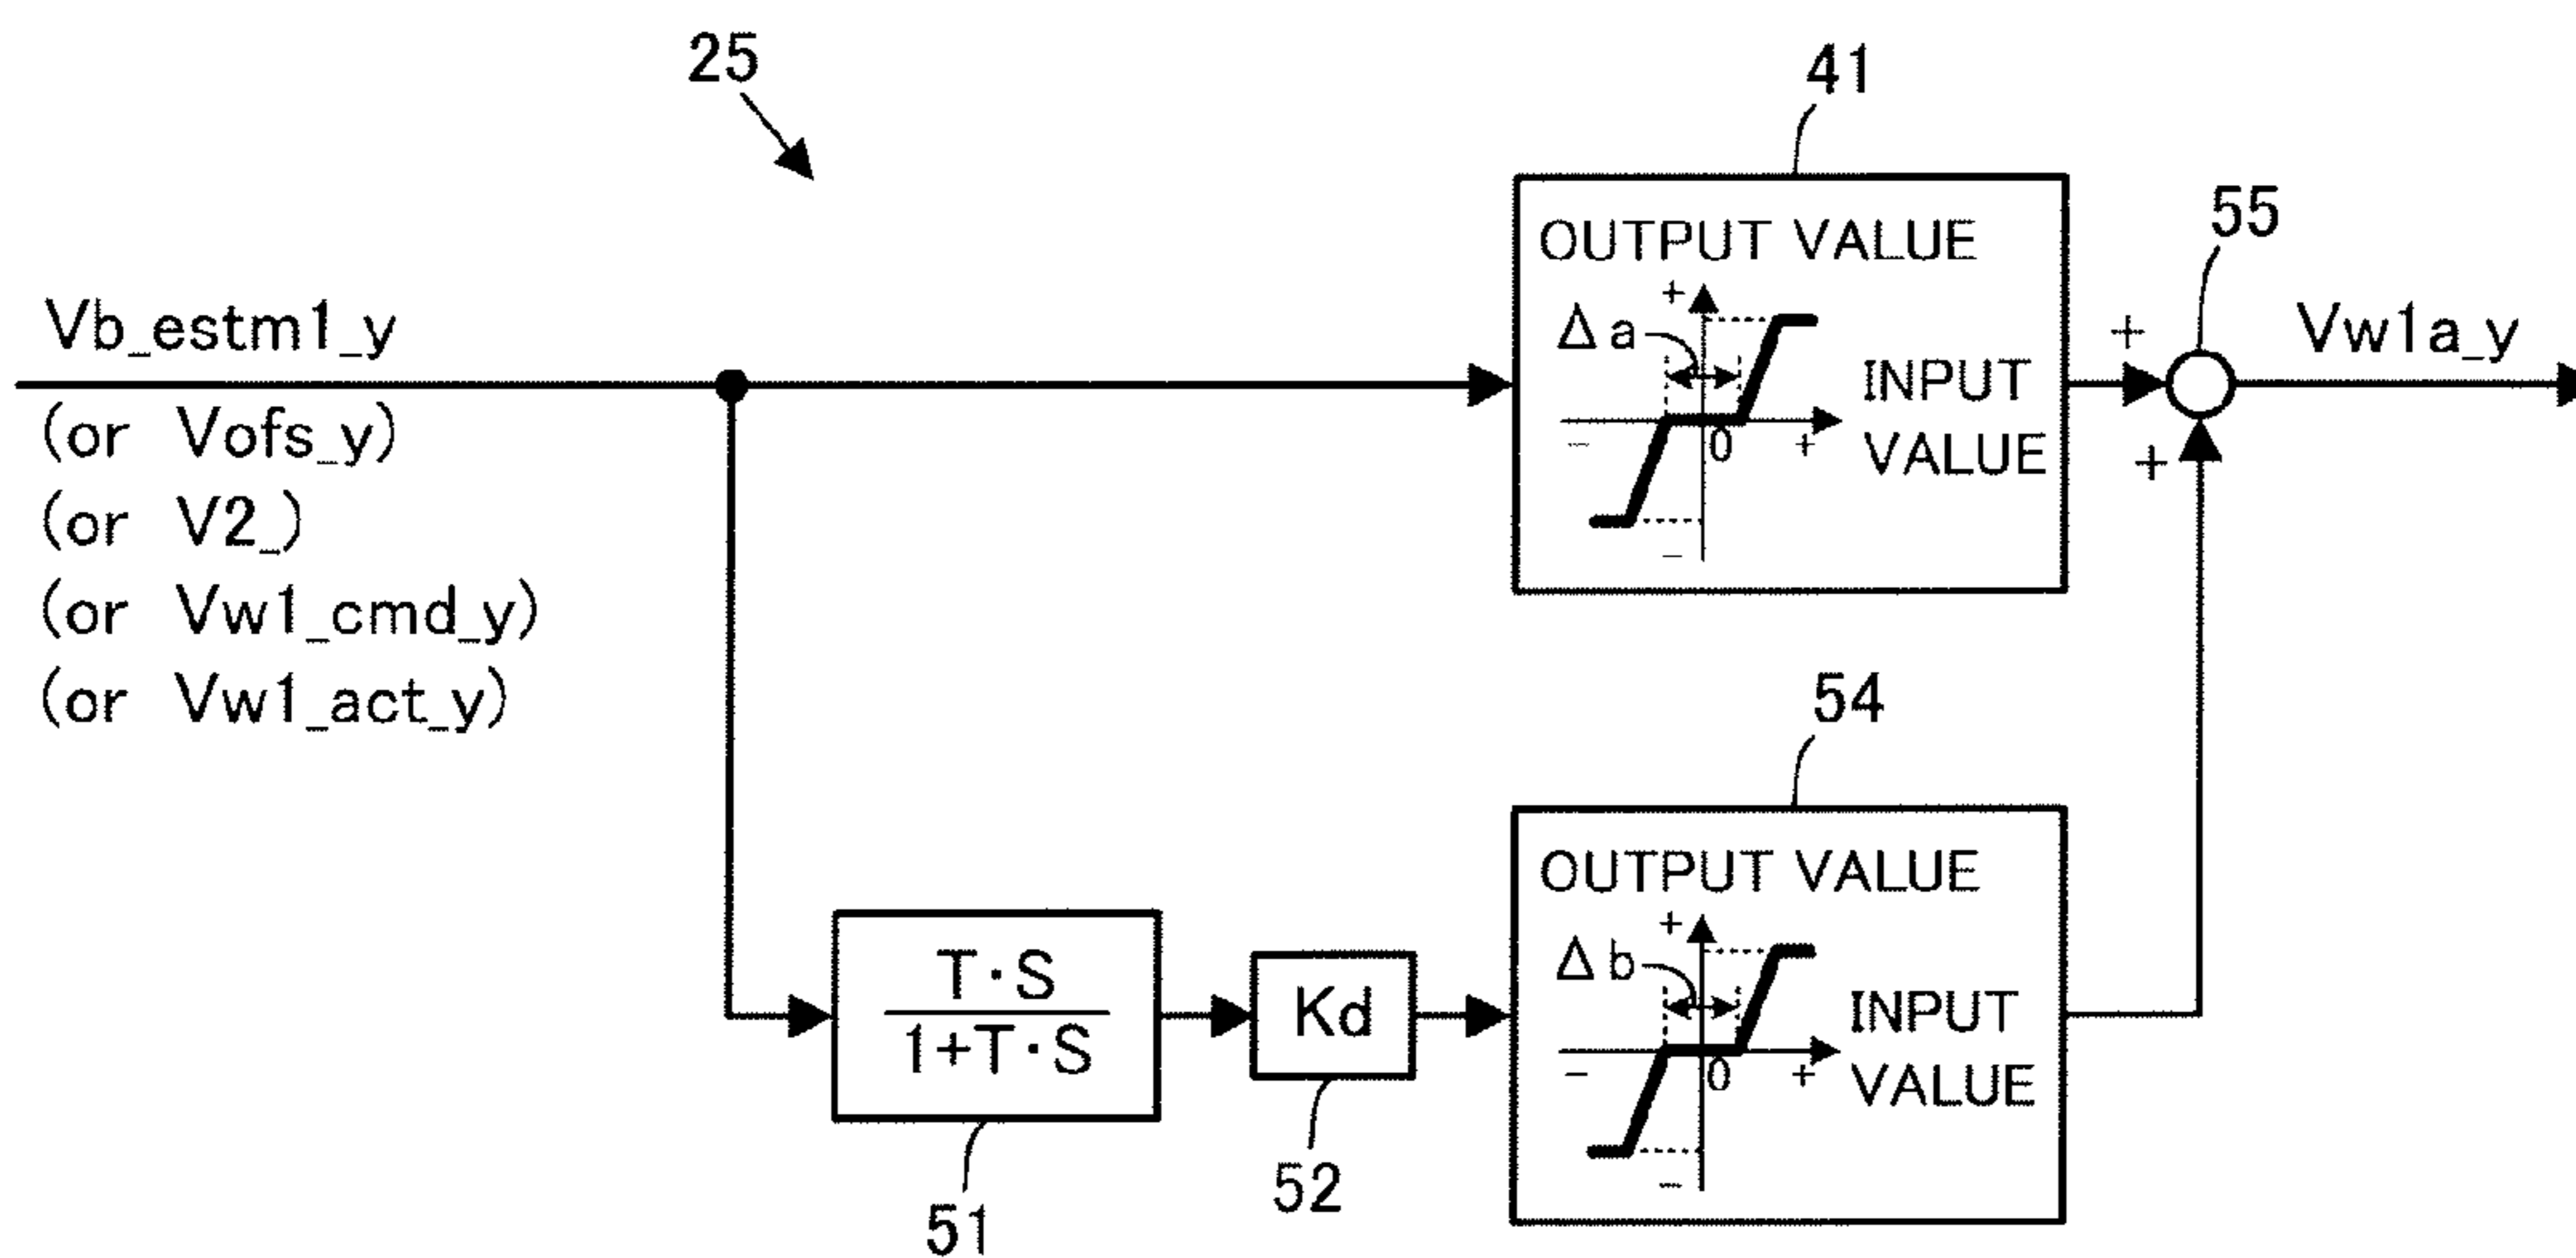 25
41
55
Vb_estm1_y
(or Vofs_y)
(or V2_)
(or Vw1_cmd_y)
(or Vw1_act_y)
OUTPUT VALUE
+
Δa
INPUT
VALUE
-
0
+
-
+
+
Vw1a_y
54
OUTPUT VALUE
+
Δb
INPUT
VALUE
-
0
+
-
T·S
1+T·S
Kd
51
52